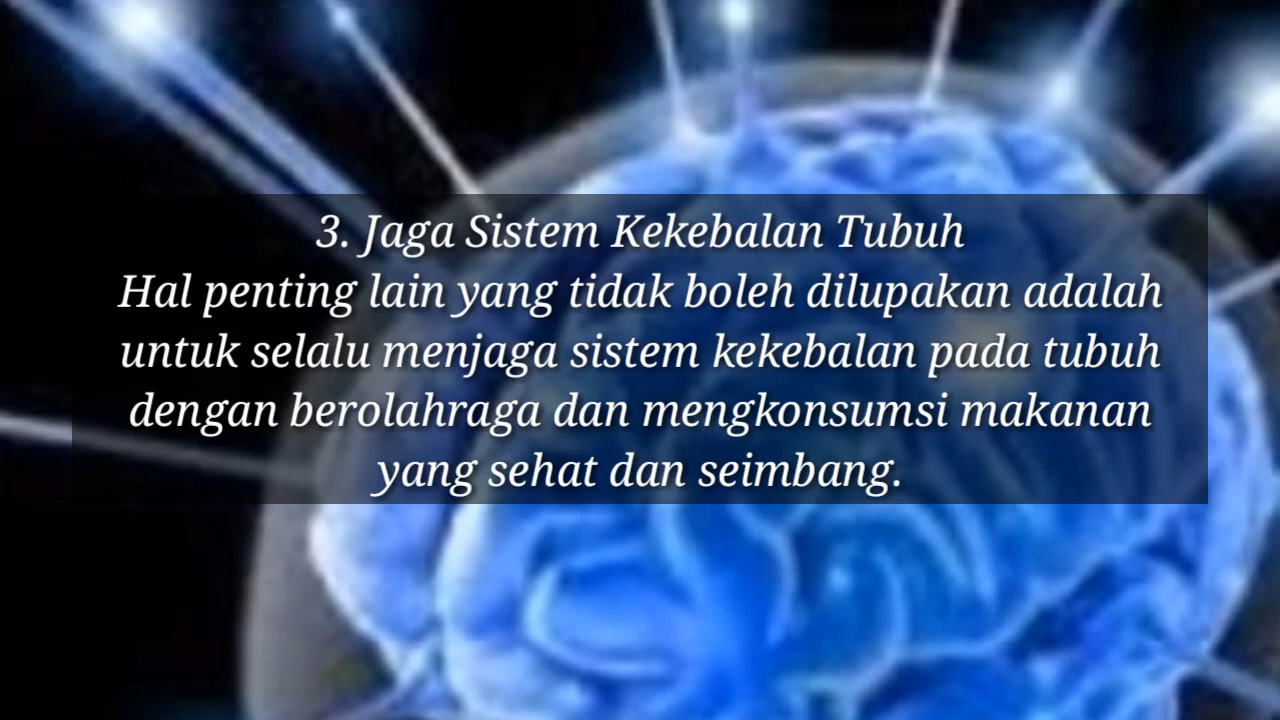 3. Jaga Sistem Kekebalan Tubuh
Hal penting lain yang tidak boleh dilupakan adalah
untuk selalu menjaga sistem kekebalan pada tubuh
dengan berolahraga dan mengkonsumsi makanan
yang sehat dan seimbang.